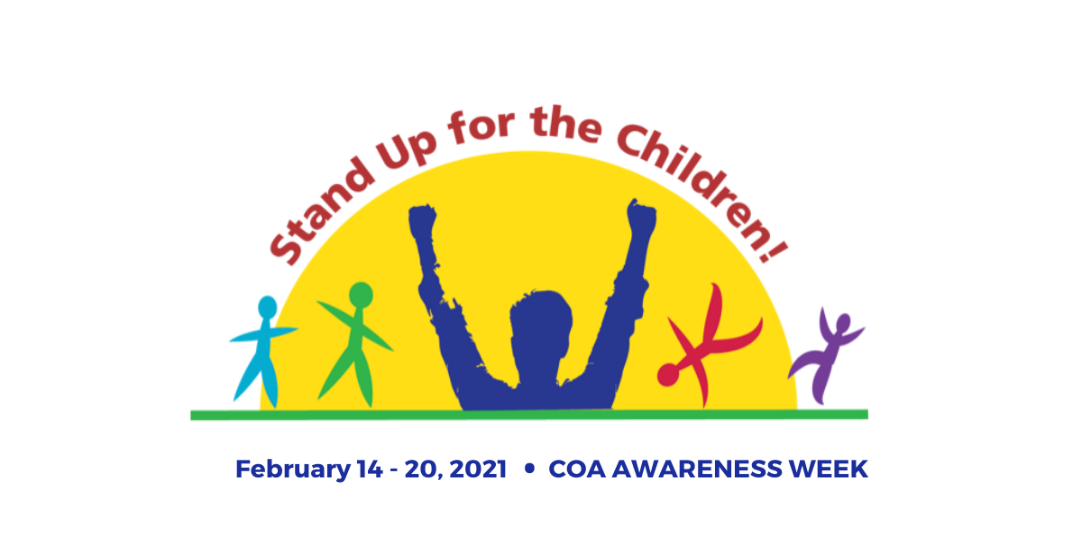 Stand Up for the Children!
February 14 - 20, 2021 • COA AWARENESS WEEK